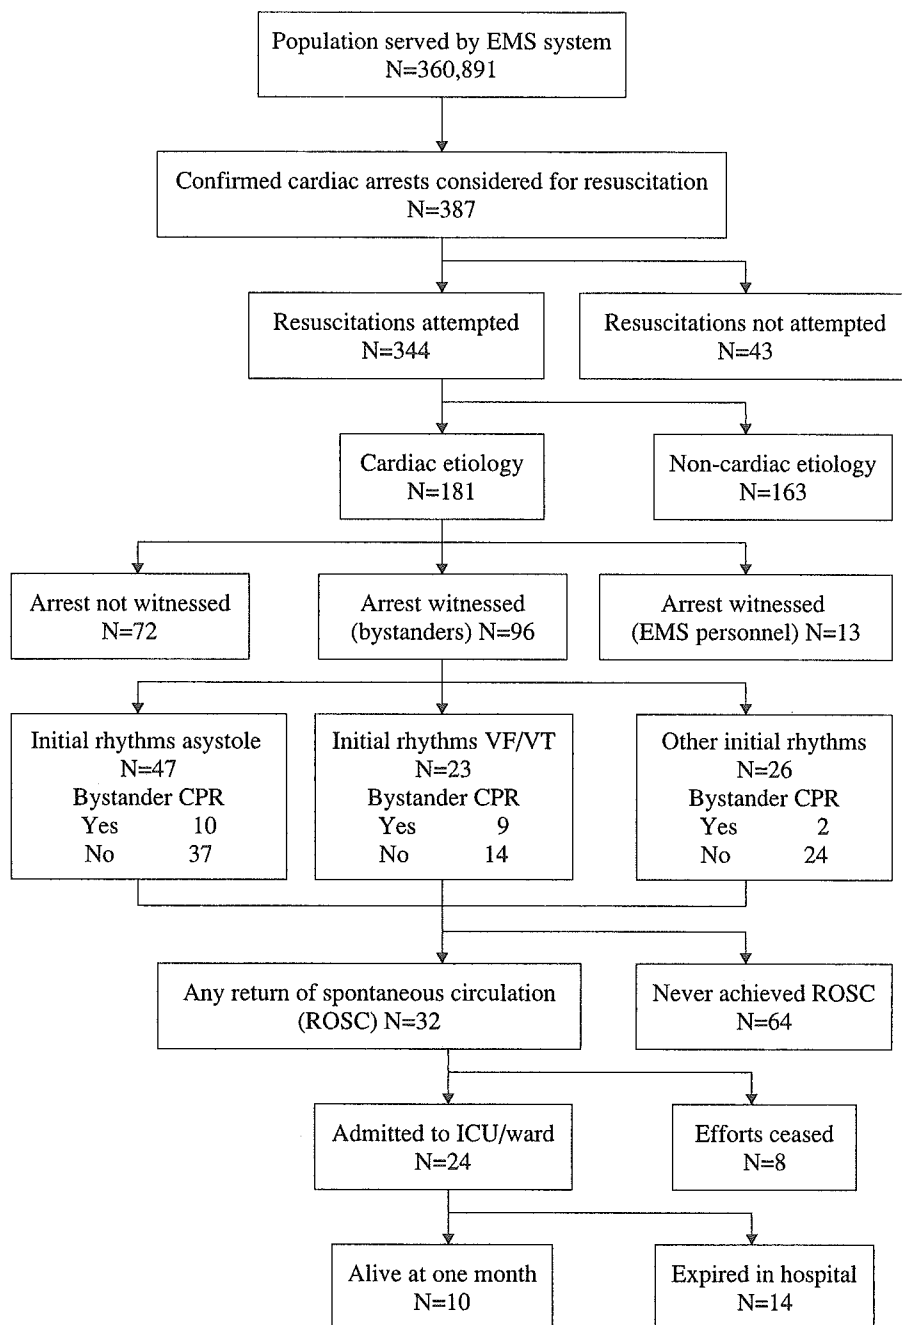 Population served by EMS system
N=360,891
Confirmed cardiac arrests considered for resuscitation
N=387
Resuscitations attempted
N=344
Resuscitations not attempted
N=43
Cardiac etiology
N=181
Non-cardiac etiology
N=163
Arrest not witnessed
N=72
Arrest witnessed
(bystanders) N=96
Arrest witnessed
(EMS personnel) N=13
Initial rhythms asystole
N=47
Bystander CPR
Yes 10
No 37
Initial rhythms VF/VT
N=23
Bystander CPR
Yes 9
No 14
Other initial rhythms
N=26
Bystander CPR
Yes 2
No 24
Any return of spontaneous circulation
(ROSC) N=32
Never achieved ROSC
N=64
Admitted to ICU/ward
N=24
Efforts ceased
N=8
Alive at one month
N=10
Expired in hospital
N=14